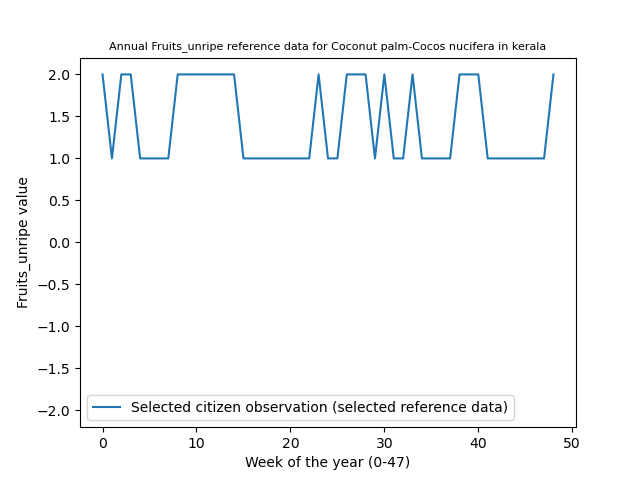 Annual Fruits_unripe reference data for Coconut palm-Cocos nucifera in kerala
2.0
1.5
1.0
0.5
0.0
−0.5
−1.0
−1.5
−2.0
Fruits_unripe value
Selected citizen observation (selected reference data)
0 10 20 30 40 50
Week of the year (0-47)